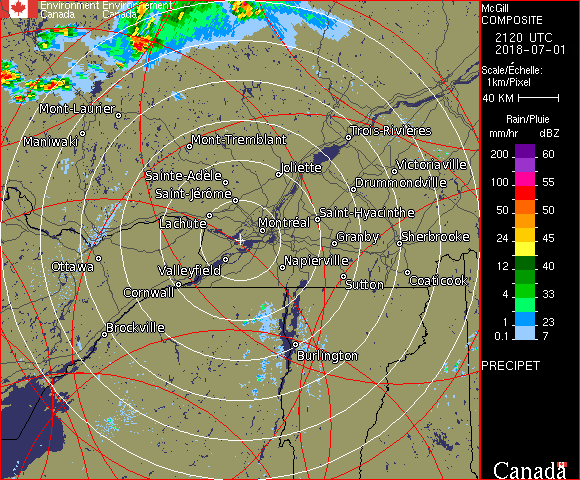 Environment Environnement
Canada Canada
McGill
COMPOSITE
2120 UTC
2018-07-01
Scale/Échelle:
1km/Pixel
40 KM
Rain/Pluie
mm/hr dBZ
200 60
100 55
50 50
24 45
12 40
4 33
1 23
0.1 7
PRECIPET
Canada
Mont-Laurier
Maniwaki
Mont-Tremblant
Trois-Rivières
Joliette
Victoriaville
Sainte-Adèle
Drummondville
Saint-Jérôme
Saint-Hyacinthe
Lachute
Montréal
Granby
Sherbrooke
Ottawa
Valleyfield
Napierville
Coaticook
Cornwall
Sutton
Brockville
Burlington